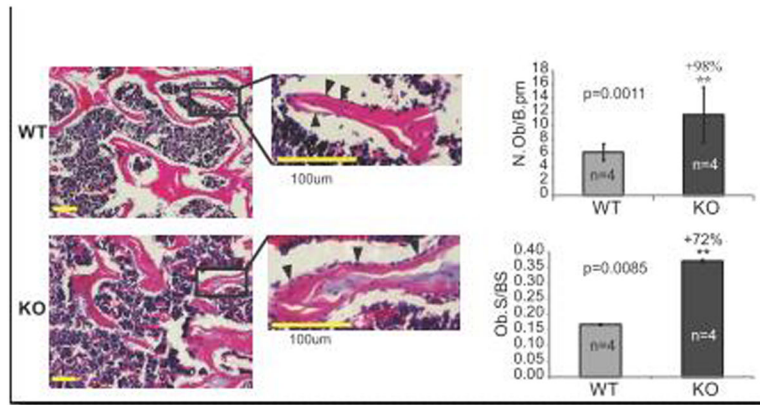 WT
100um
KO
100um
N.Ob/B.pm
18
16
14
12
10
8
6
4
2
0
p=0.0011
+98%
**
n=4
n=4
WT
KO
Ob.S/BS
0.40
0.35
0.30
0.25
0.20
0.15
0.10
0.05
0.00
p=0.0085
+72%
**
n=4
n=4
WT
KO